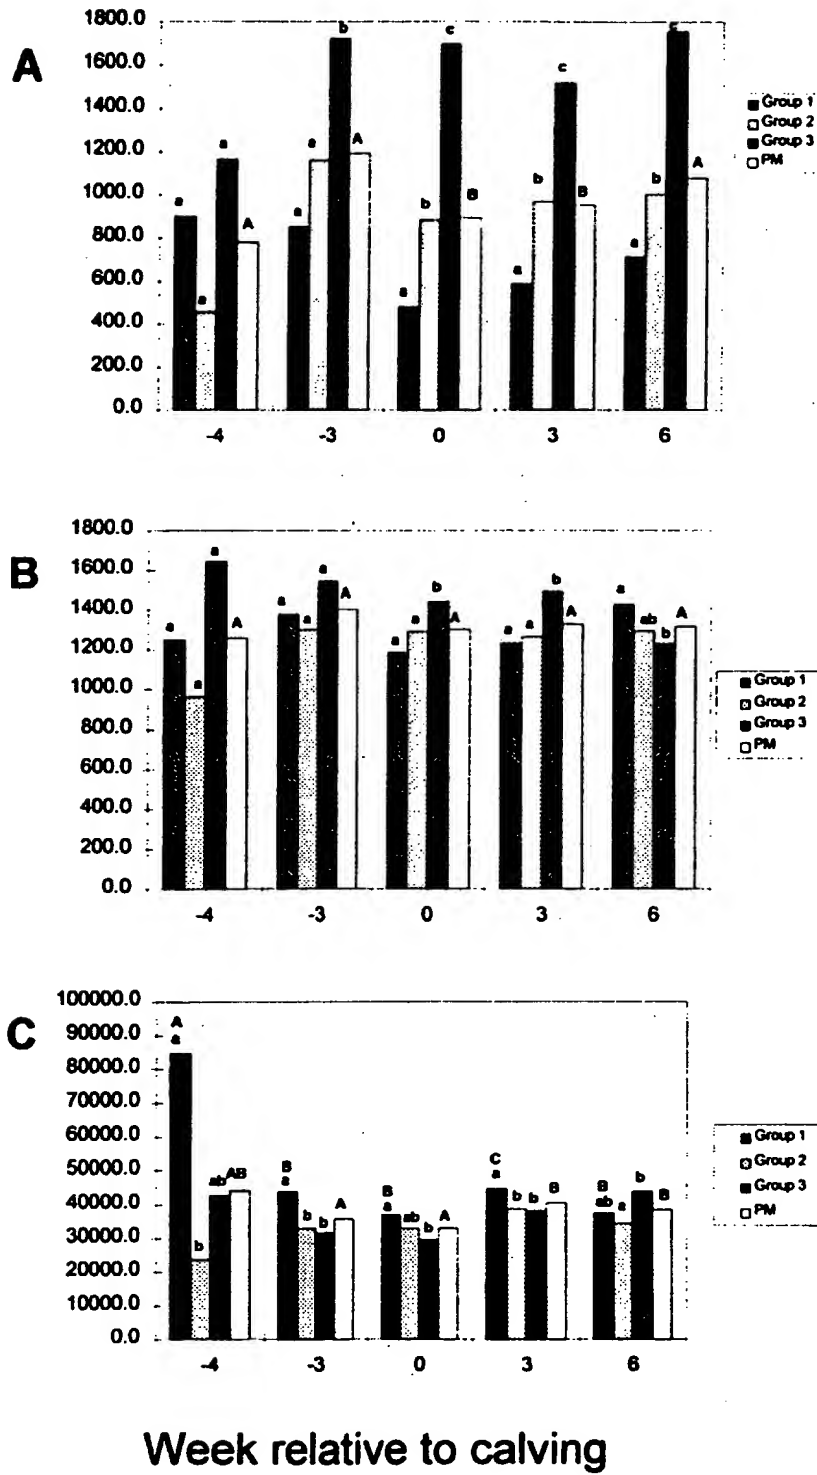 A
1800.0
1600.0
1400.0
1200.0
1000.0
800.0
600.0
400.0
200.0
0.0
a a a A
a a b A
a b c B
a b c B
a b c A
-4 -3 0 3 6
Group 1
Group 2
Group 3
PM
B
1800.0
1600.0
1400.0
1200.0
1000.0
800.0
600.0
400.0
200.0
0.0
a a a A
a a a A
a a b A
a a b A
a ab b A
-4 -3 0 3 6
Group 1
Group 2
Group 3
PM
C
100000.0
90000.0
80000.0
70000.0
60000.0
50000.0
40000.0
30000.0
20000.0
10000.0
0.0
A
a b ab AB
B
a b b A
B
a ab b A
C
a b b B
B
ab a b B
-4 -3 0 3 6
Group 1
Group 2
Group 3
PM
Week relative to calving